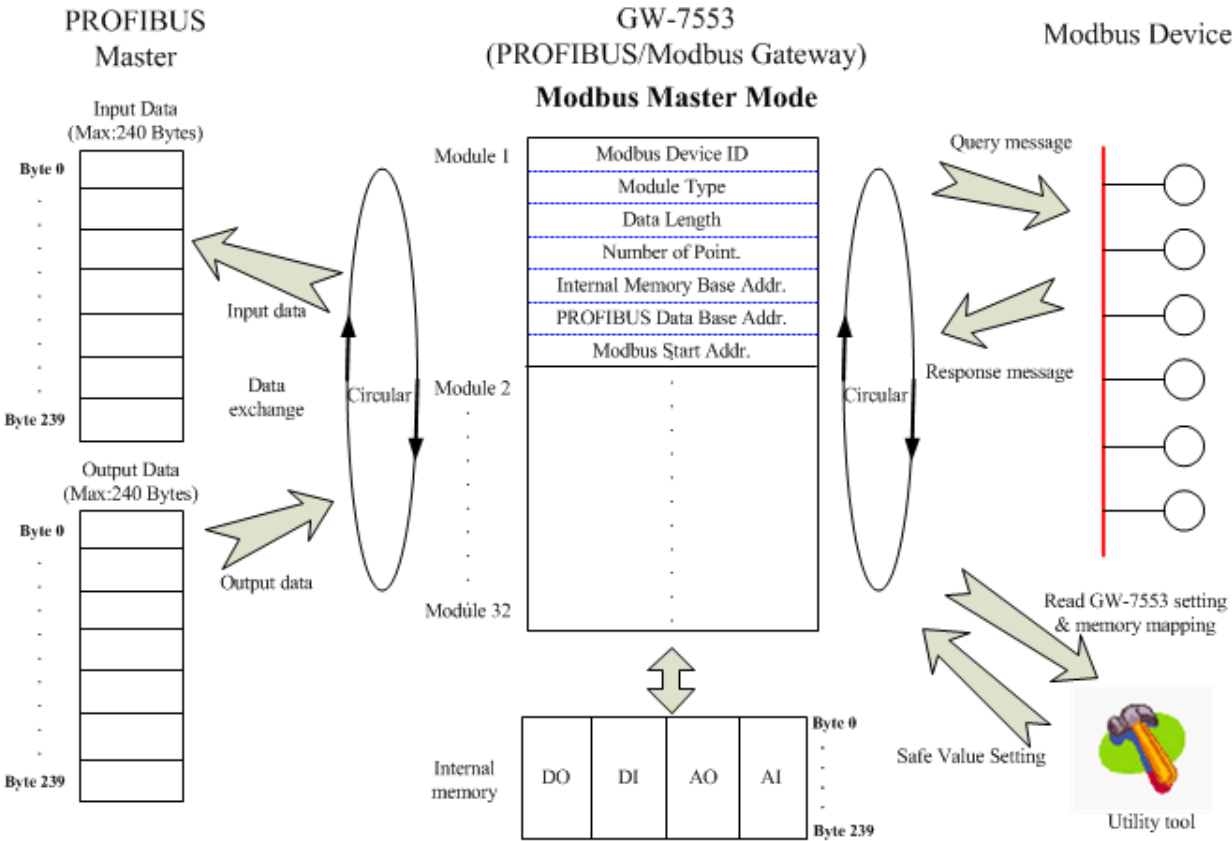 PROFIBUS
Master
GW-7553
(PROFIBUS/Modbus Gateway)
Modbus Master Mode
Modbus Device
Input Data
(Max:240 Bytes)
Byte 0
Byte 239
Output Data
(Max:240 Bytes)
Byte 0
Byte 239
Input data
Data
exchange
Output data
Circular
Module 1
Module 2
Module 32
Modbus Device ID
Module Type
Data Length
Number of Point.
Internal Memory Base Addr.
PROFIBUS Data Base Addr.
Modbus Start Addr.
Circular
Query message
Response message
Read GW-7553 setting
& memory mapping
Safe Value Setting
Utility tool
Internal
memory
DO
DI
AO
AI
Byte 0
Byte 239